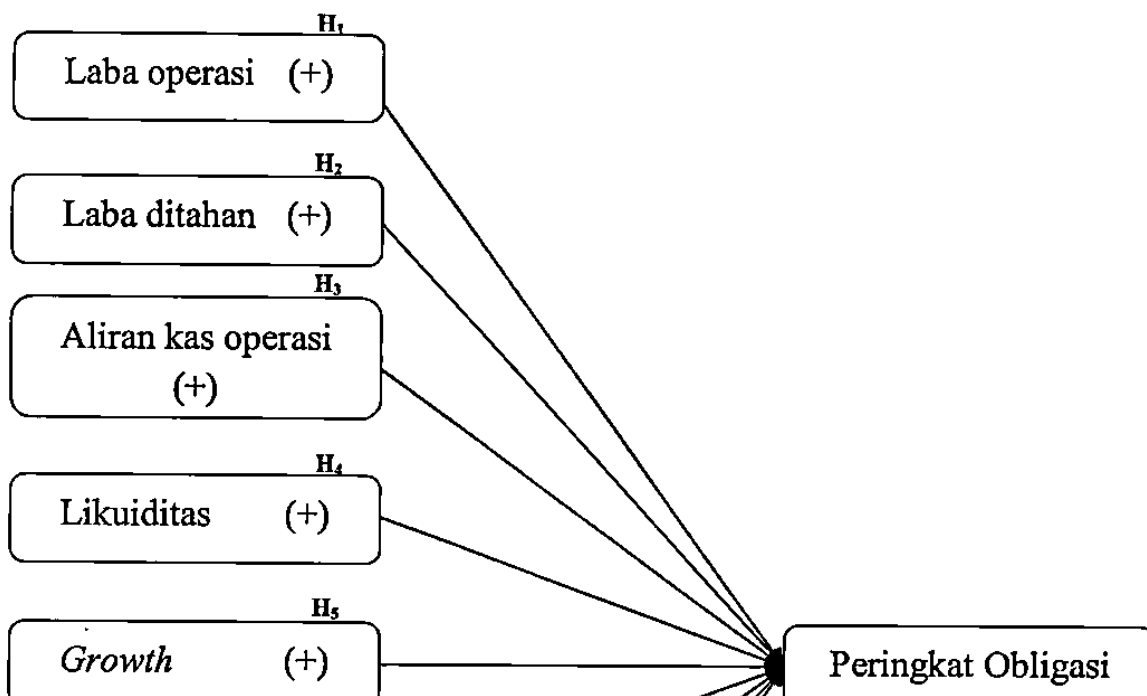 H₁
Laba operasi (+)
H₂
Laba ditahan (+)
H₃
Aliran kas operasi
(+)
H₄
Likuiditas (+)
H₅
Growth (+)
Peringkat Obligasi